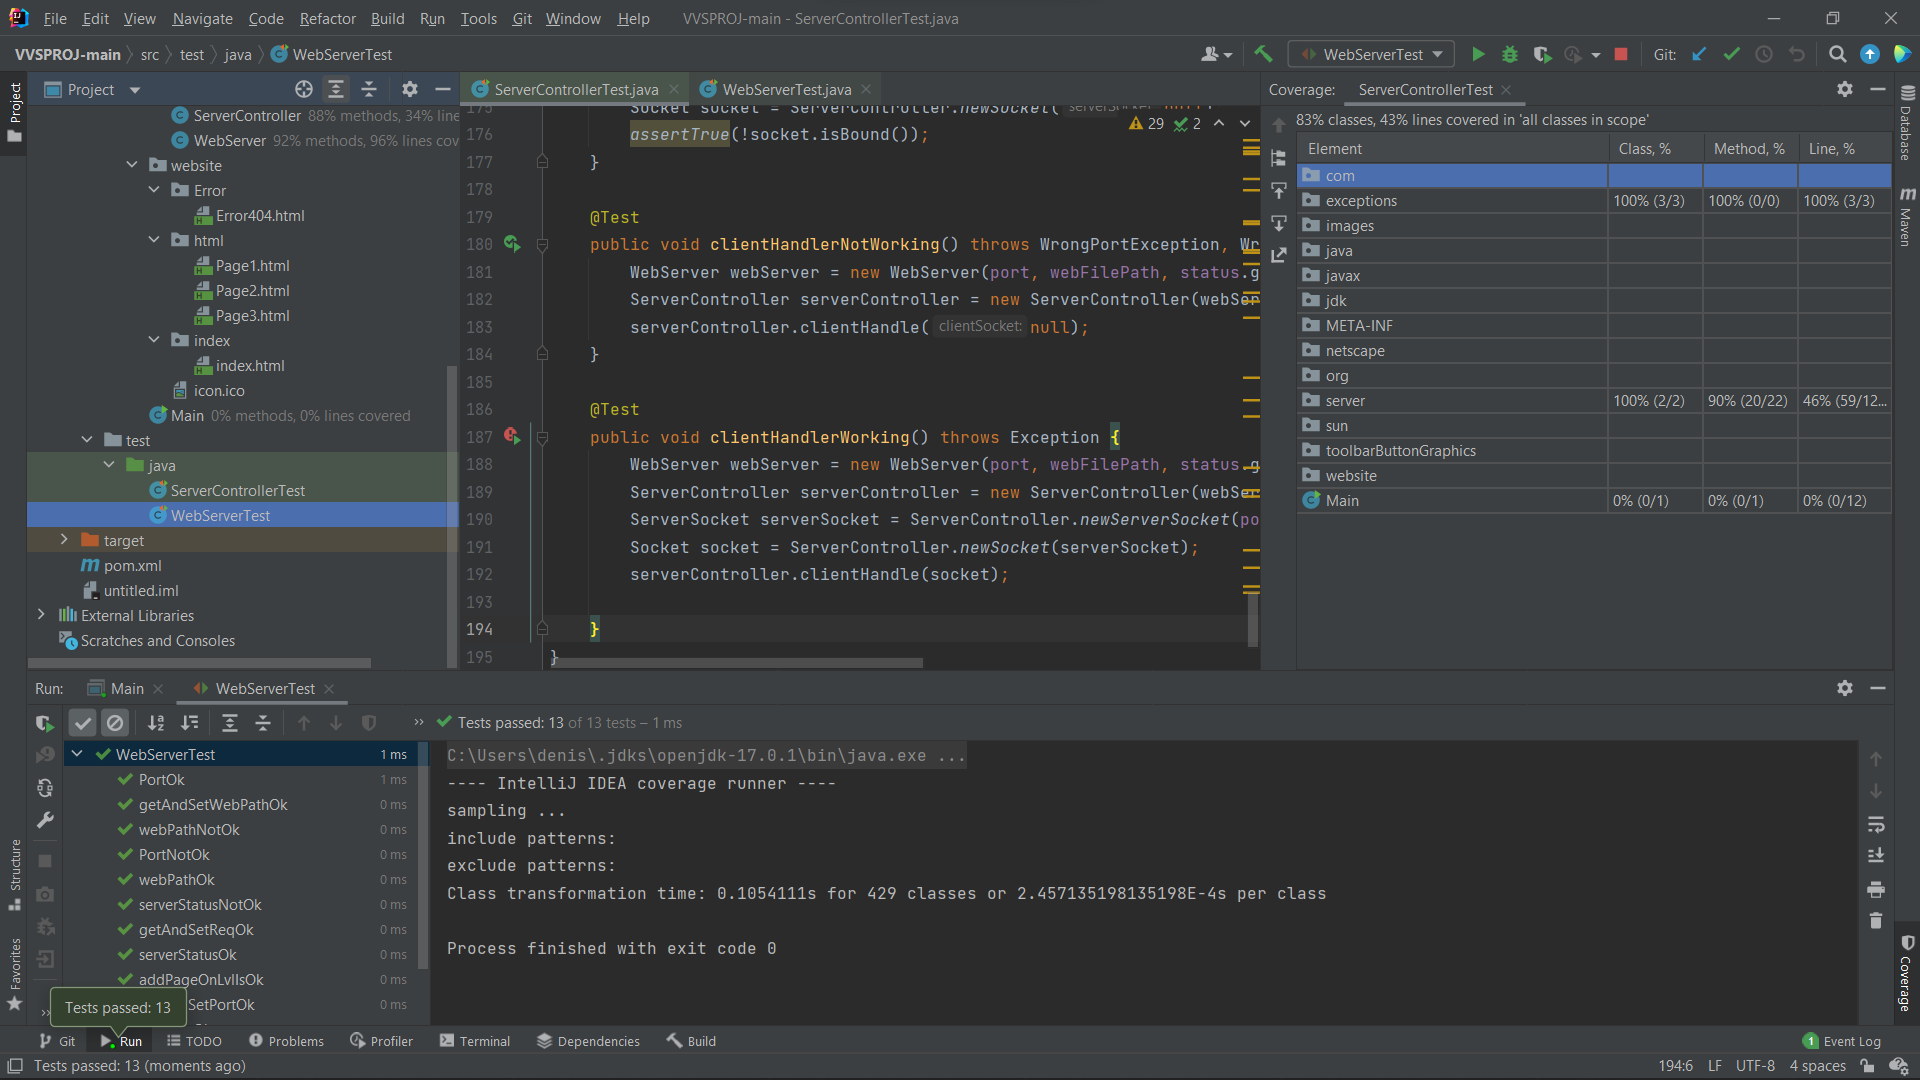 File Edit View Navigate Code Refactor Build Run Tools Git Window Help VVSPROJ-main - ServerControllerTest.java
VVSPROJ-main src test java WebServerTest
WebServerTest
Git:
Project
ServerControllerTest.java
WebServerTest.java
Coverage: ServerControllerTest
Project
ServerController 88% methods, 34% line
WebServer 92% methods, 96% lines cov
website
Error
Error404.html
html
Page1.html
Page2.html
Page3.html
index
index.html
icon.ico
Main 0% methods, 0% lines covered
test
java
ServerControllerTest
WebServerTest
target
pom.xml
untitled.iml
External Libraries
Scratches and Consoles
29 2
175 Socket socket = ServerController.newSocket( serverSocket: null);
176 assertTrue(!socket.isBound());
177 }
178
179 @Test
180 public void clientHandlerNotWorking() throws WrongPortException, Wr
181 WebServer webServer = new WebServer(port, webFilePath, status.g
182 ServerController serverController = new ServerController(webSer
183 serverController.clientHandle( clientSocket: null);
184 }
185
186 @Test
187 public void clientHandlerWorking() throws Exception {
188 WebServer webServer = new WebServer(port, webFilePath, status.g
189 ServerController serverController = new ServerController(webSer
190 ServerSocket serverSocket = ServerController.newServerSocket(po
191 Socket socket = ServerController.newSocket(serverSocket);
192 serverController.clientHandle(socket);
193
194 }
195 }
83% classes, 43% lines covered in 'all classes in scope'
Element Class, % Method, % Line, %
com
exceptions 100% (3/3) 100% (0/0) 100% (3/3)
images
java
javax
jdk
META-INF
netscape
org
server 100% (2/2) 90% (20/22) 46% (59/12...
sun
toolbarButtonGraphics
website
Main 0% (0/1) 0% (0/1) 0% (0/12)
Database
Maven
Coverage
Structure
Favorites
Run: Main WebServerTest
Tests passed: 13 of 13 tests – 1 ms
WebServerTest 1 ms
PortOk 1 ms
getAndSetWebPathOk 0 ms
webPathNotOk 0 ms
PortNotOk 0 ms
webPathOk 0 ms
serverStatusNotOk 0 ms
getAndSetReqOk 0 ms
serverStatusOk 0 ms
addPageOnLvlIsOk 0 ms
SetPortOk 0 ms
Tests passed: 13
C:\Users\denis\.jdks\openjdk-17.0.1\bin\java.exe ...
---- IntelliJ IDEA coverage runner ----
sampling ...
include patterns:
exclude patterns:
Class transformation time: 0.1054111s for 429 classes or 2.457135198135198E-4s per class
Process finished with exit code 0
Git Run TODO Problems Profiler Terminal Dependencies Build 1 Event Log
Tests passed: 13 (moments ago) 194:6 LF UTF-8 4 spaces